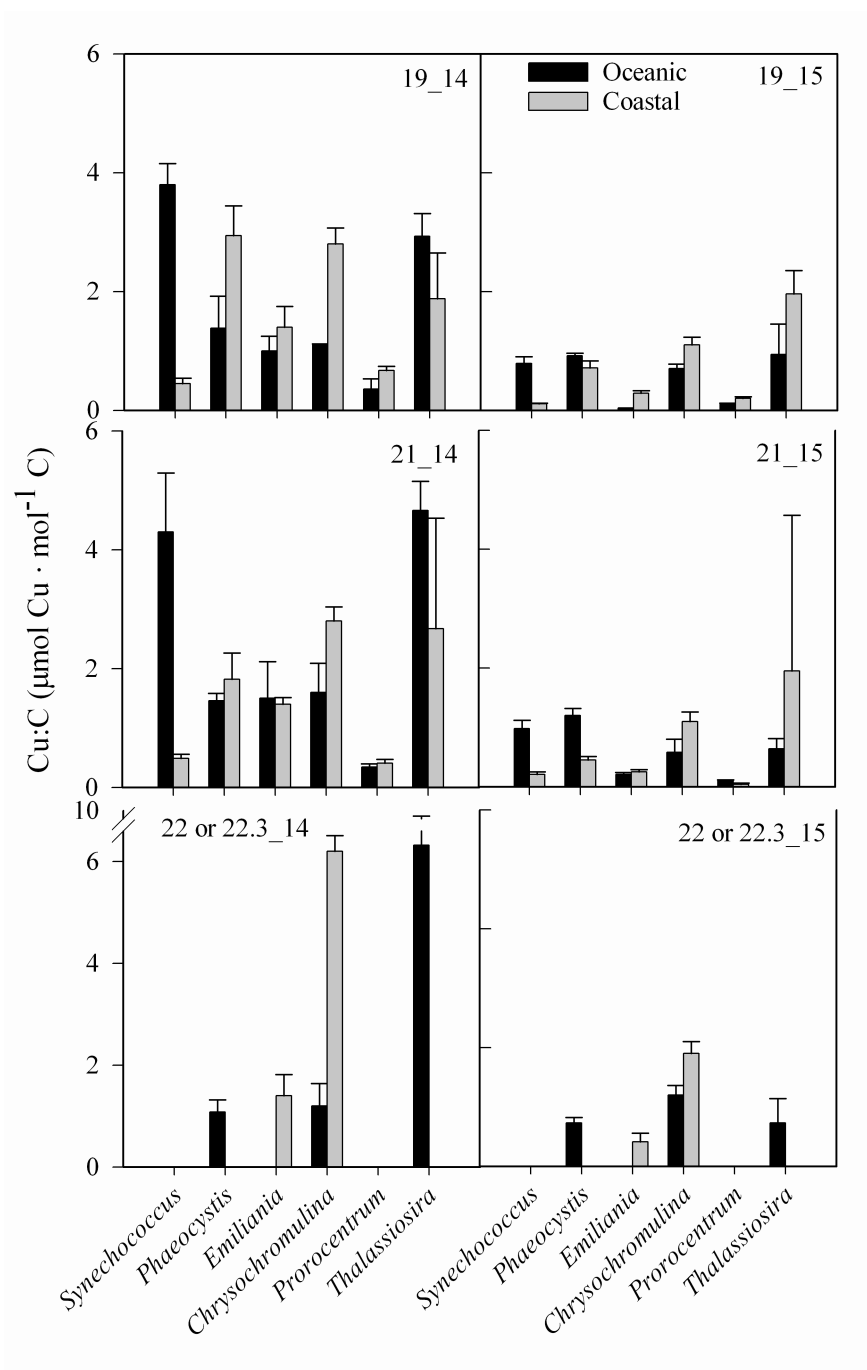 6
19_14
Oceanic
Coastal
19_15
4
2
0
6
21_14
21_15
4
2
0
Cu:C (µmol Cu · mol-1 C)
10
22 or 22.3_14
22 or 22.3_15
6
4
2
0
Synechococcus
Phaeocystis
Emiliania
Chrysochromulina
Prorocentrum
Thalassiosira
Synechococcus
Phaeocystis
Emiliania
Chrysochromulina
Prorocentrum
Thalassiosira